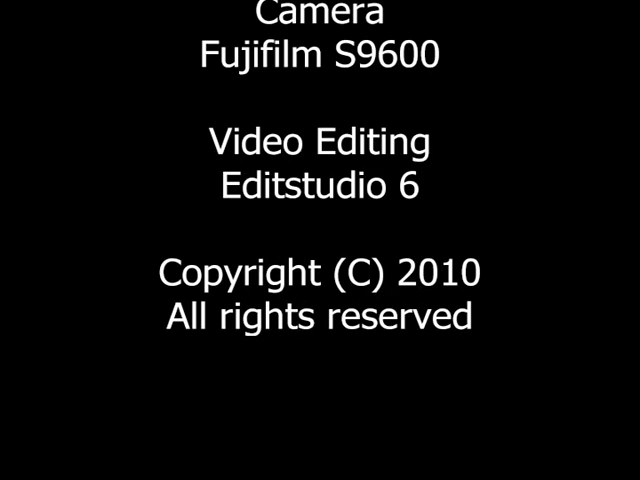 Camera
Fujifilm S9600
Video Editing
Editstudio 6
Copyright (C) 2010
All rights reserved